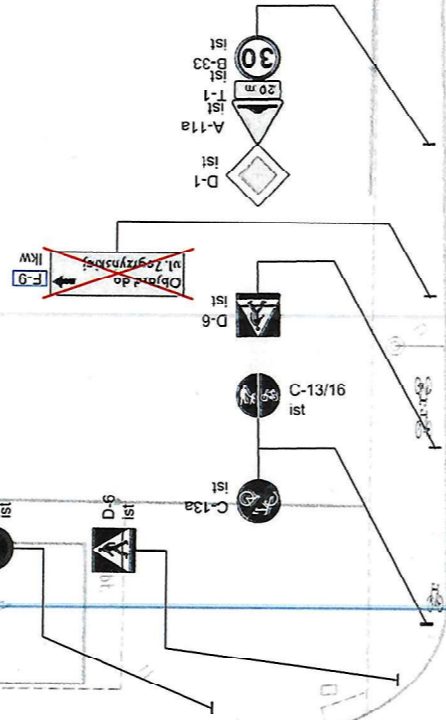 30
B-33
ist
20 m
T-1
ist
A-11a
ist
D-1
ist
Objazd do
ul. Zegrzyńskiej
F-9
IIkw
D-6
ist
C-13/16
ist
C-13a
ist
D-6
ist
ist